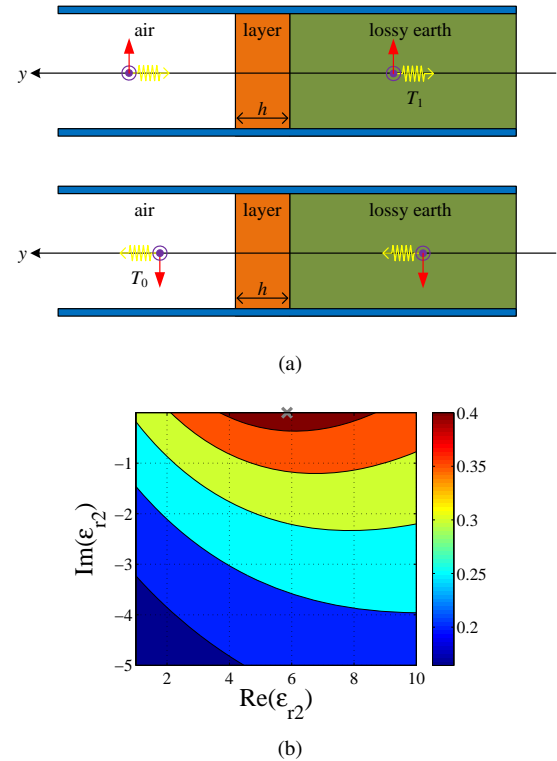 air layer lossy earth
y
T1
h
air layer lossy earth
y
T0
h
(a)
0.4
−1
0.35
−2
0.3
−3
0.25
−4
0.2
−5
2 4 6 8 10
Im(εr2)
Re(εr2)
(b)